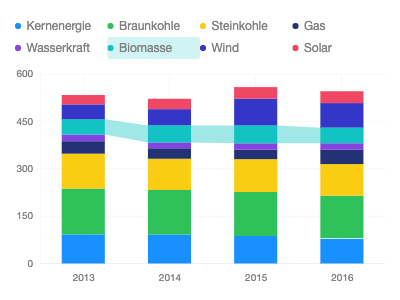 Kernenergie Braunkohle Steinkohle Gas
Wasserkraft Biomasse Wind Solar
600
450
300
150
0
2013 2014 2015 2016